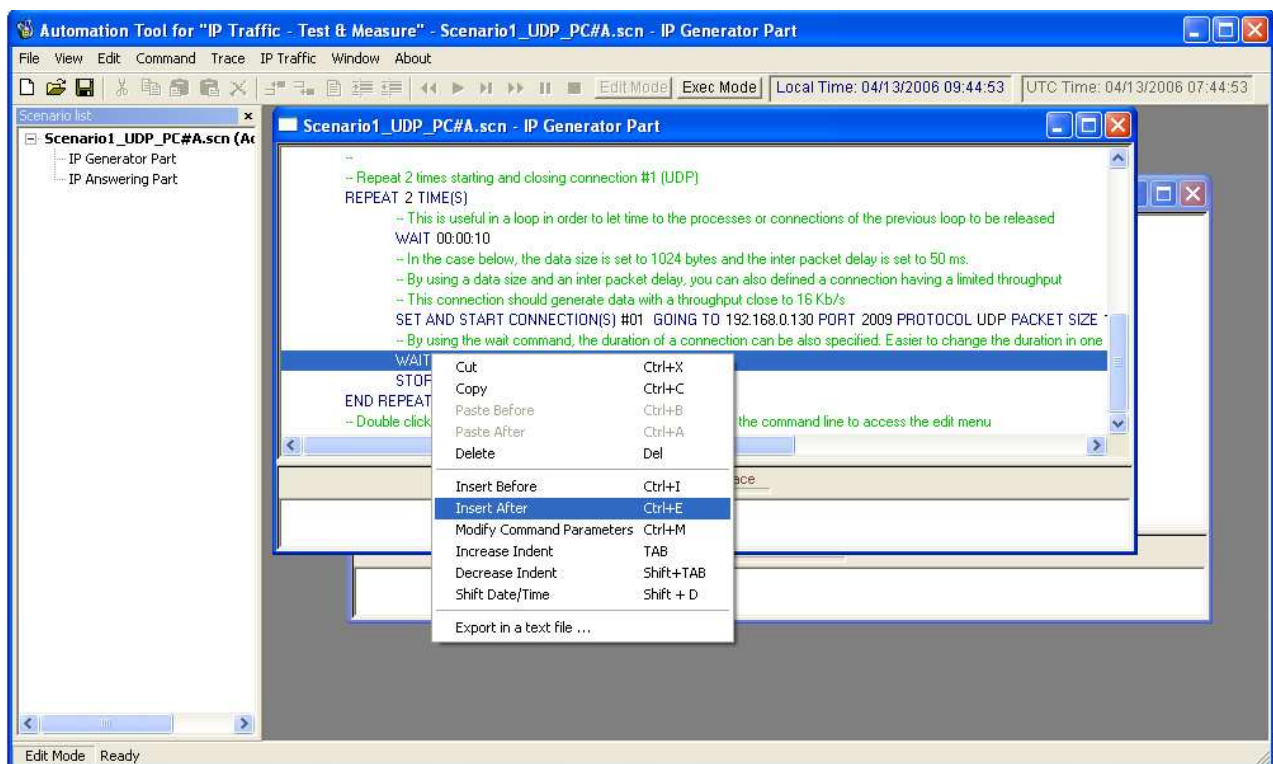 Automation Tool for "IP Traffic - Test & Measure" - Scenario1_UDP_PC#A.scn - IP Generator Part
File View Edit Command Trace IP Traffic Window About
Edit Mode Exec Mode Local Time: 04/13/2006 09:44:53 UTC Time: 04/13/2006 07:44:53
Scenario list
Scenario1_UDP_PC#A.scn (Ac
IP Generator Part
IP Answering Part
Scenario1_UDP_PC#A.scn - IP Generator Part
--
-- Repeat 2 times starting and closing connection #1 (UDP)
REPEAT 2 TIME(S)
-- This is useful in a loop in order to let time to the processes or connections of the previous loop to be released
WAIT 00:00:10
-- In the case below, the data size is set to 1024 bytes and the inter packet delay is set to 50 ms.
-- By using a data size and an inter packet delay, you can also defined a connection having a limited throughput
-- This connection should generate data with a throughput close to 16 Kb/s
SET AND START CONNECTION(S) #01 GOING TO 192.168.0.130 PORT 2009 PROTOCOL UDP PACKET SIZE
-- By using the wait command, the duration of a connection can be also specified. Easier to change the duration in one
WAIT
STOP
END REPEAT
-- Double click the command line to access the edit menu
ace
Cut Ctrl+X
Copy Ctrl+C
Paste Before Ctrl+B
Paste After Ctrl+A
Delete Del
Insert Before Ctrl+I
Insert After Ctrl+E
Modify Command Parameters Ctrl+M
Increase Indent TAB
Decrease Indent Shift+TAB
Shift Date/Time Shift + D
Export in a text file ...
Edit Mode Ready